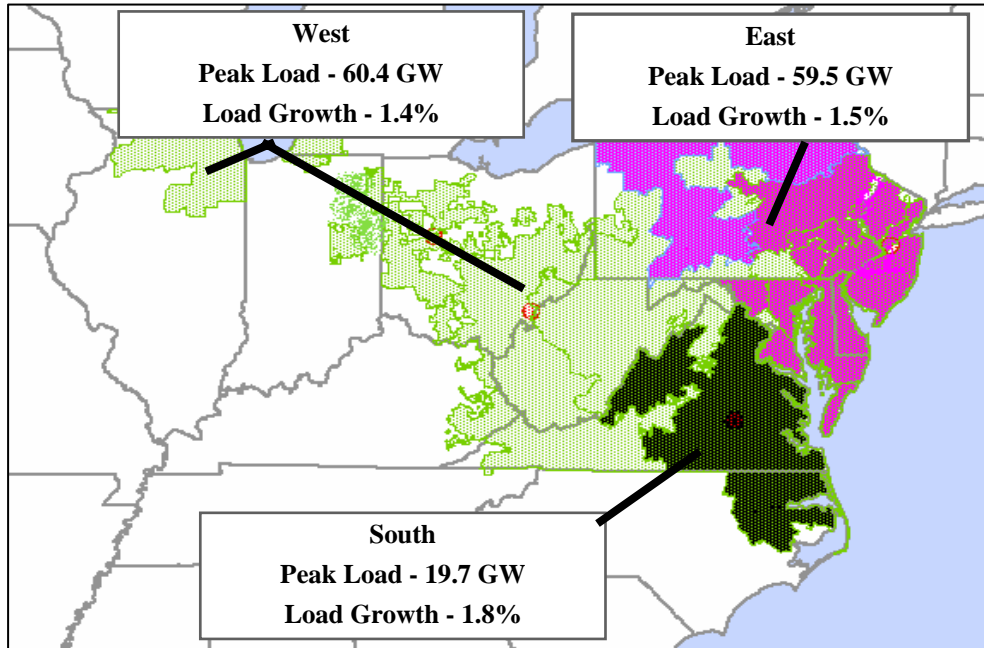 West
Peak Load - 60.4 GW
Load Growth - 1.4%
East
Peak Load - 59.5 GW
Load Growth - 1.5%
South
Peak Load - 19.7 GW
Load Growth - 1.8%